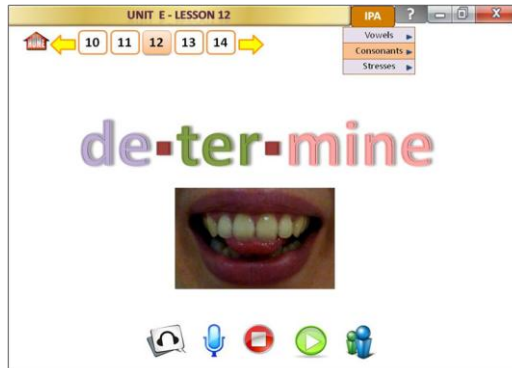 UNIT E - LESSON 12
IPA ? X
10 11 12 13 14
Vowels
Consonants
Stresses
de▪ter▪mine